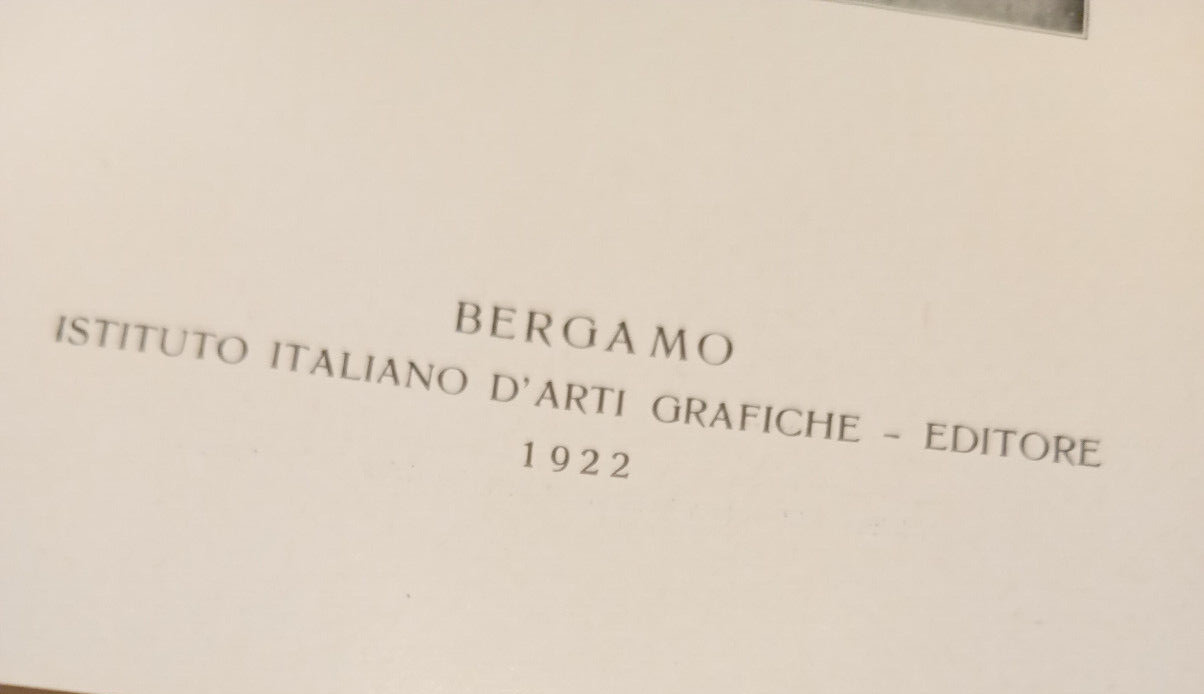 BERGAMO
ISTITUTO ITALIANO D'ARTI GRAFICHE - EDITORE
1922